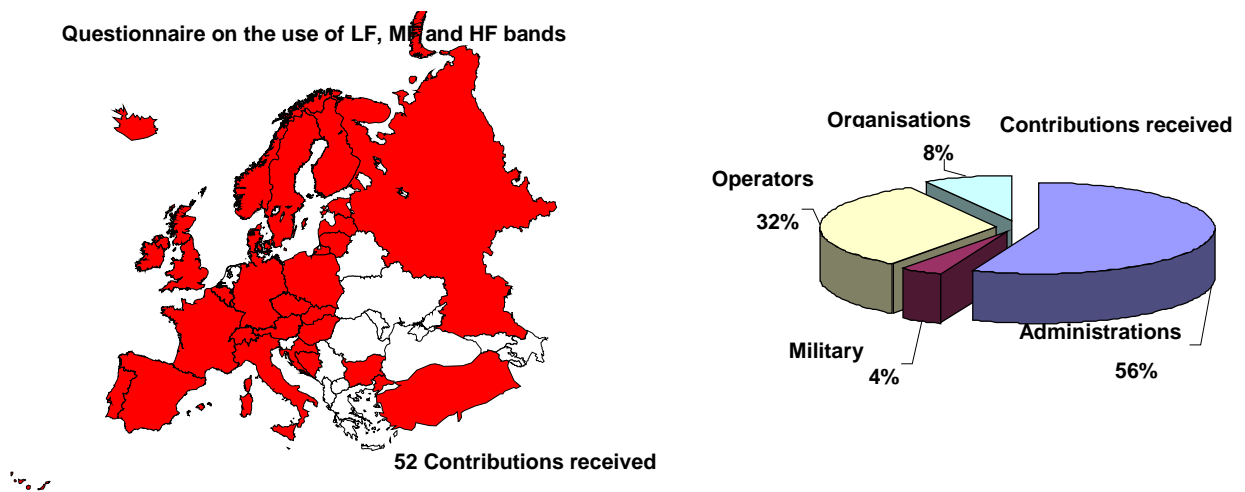 Questionnaire on the use of LF, MF and HF bands
52 Contributions received
Contributions received
Organisations
8%
Operators
32%
Military
4%
Administrations
56%